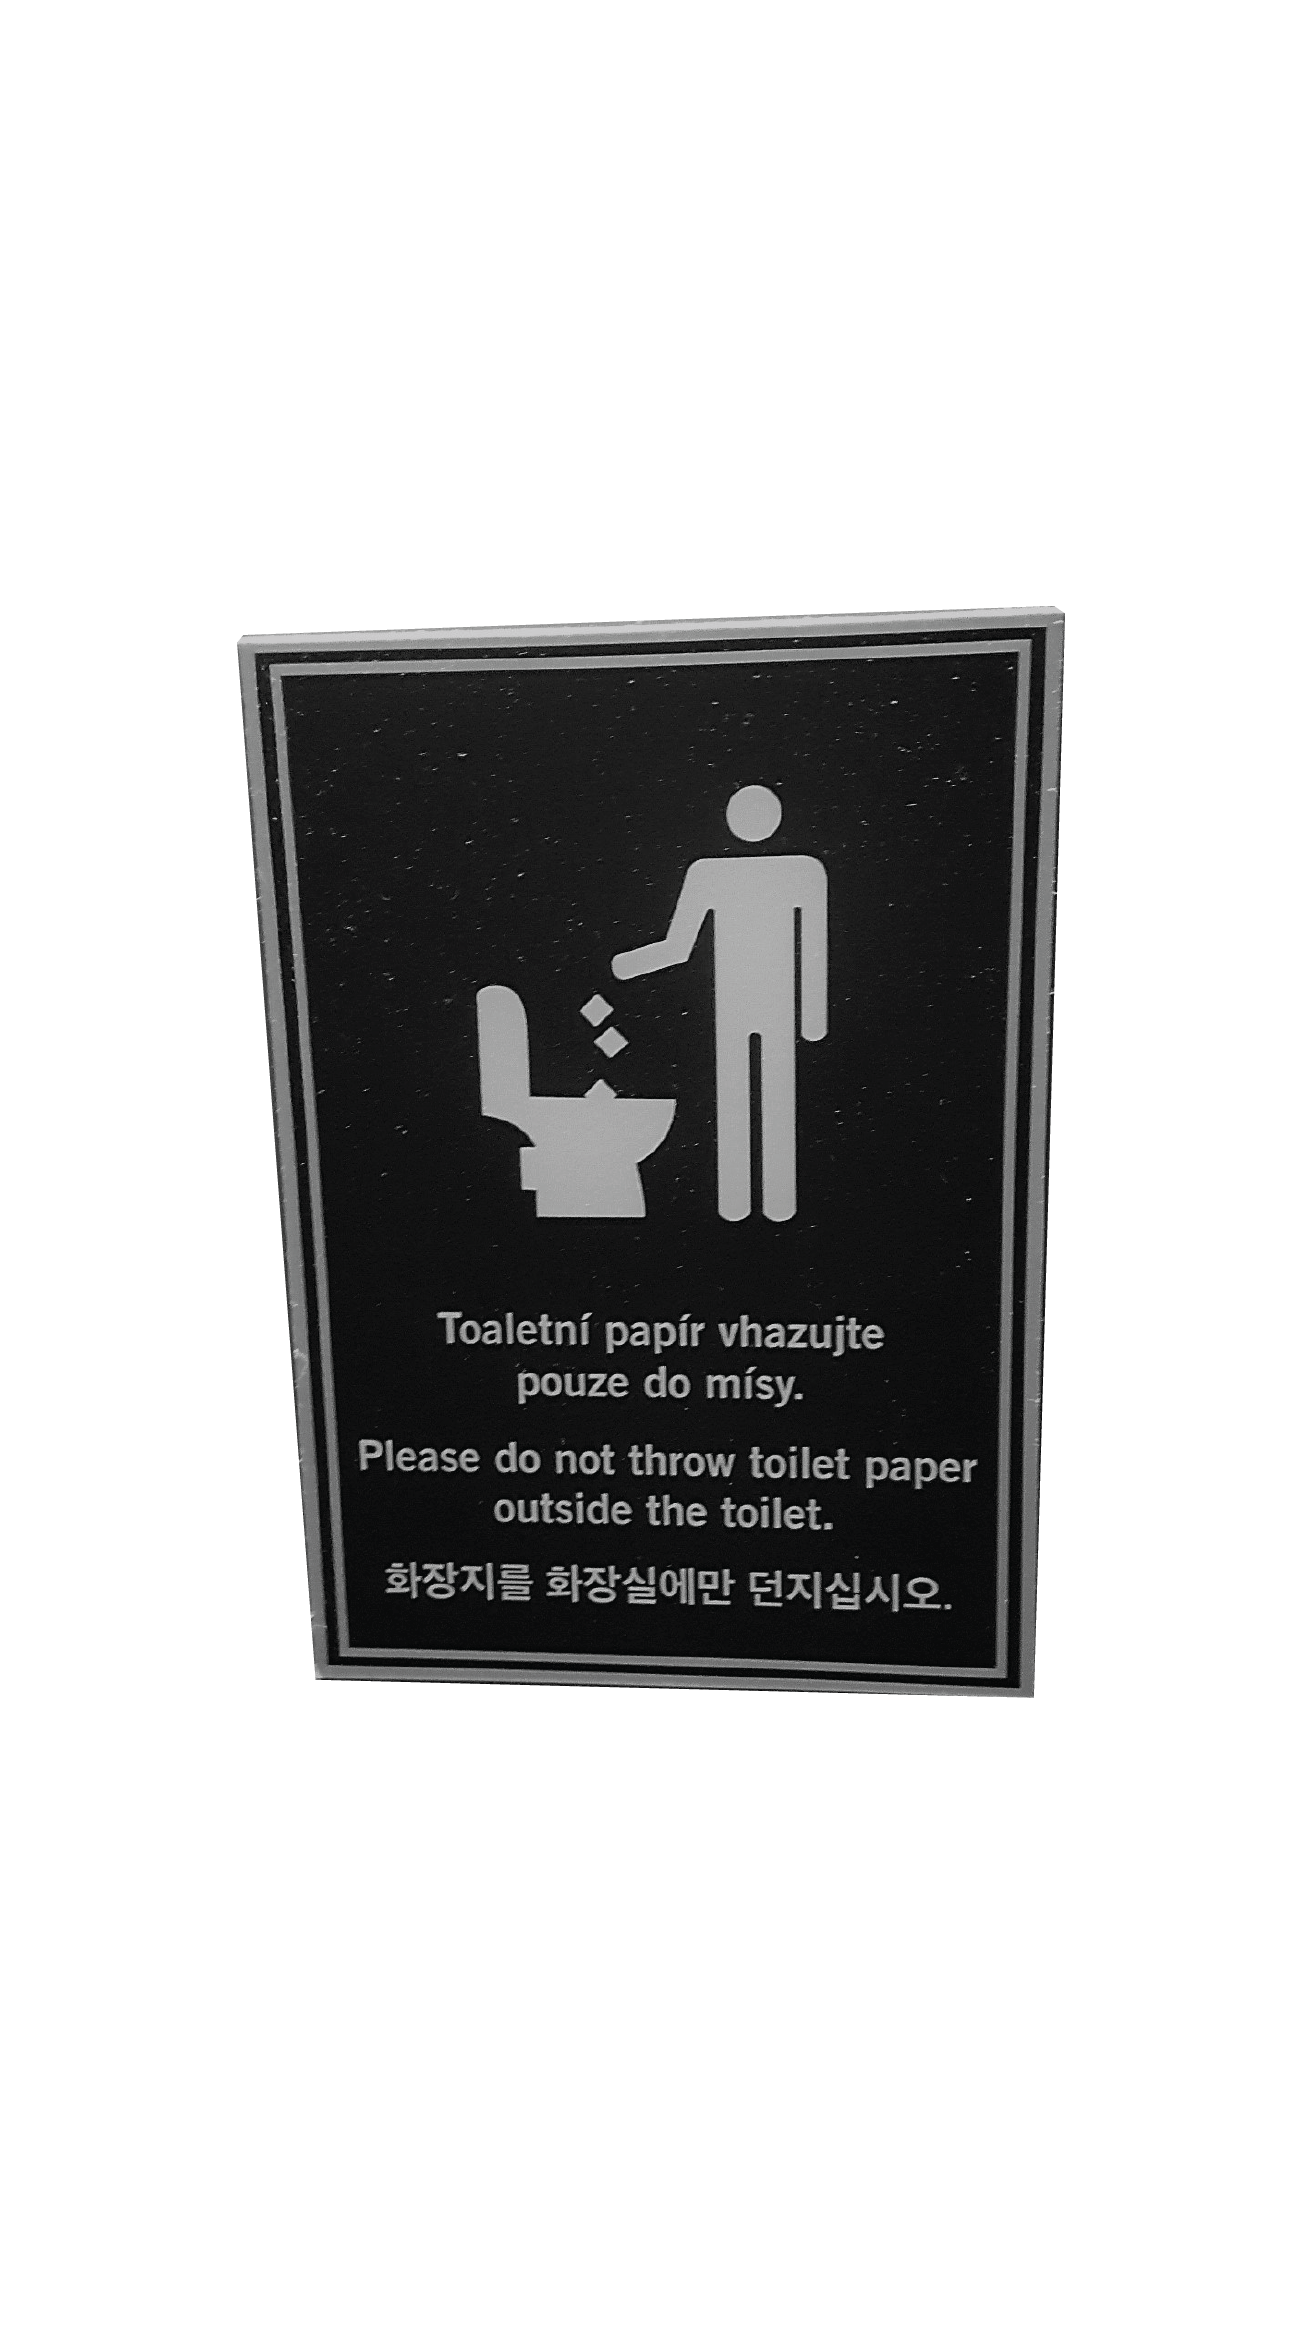 Toaletní papír vhazujte
pouze do mísy.
Please do not throw toilet paper
outside the toilet.
화장지를 화장실에만 던지십시오.